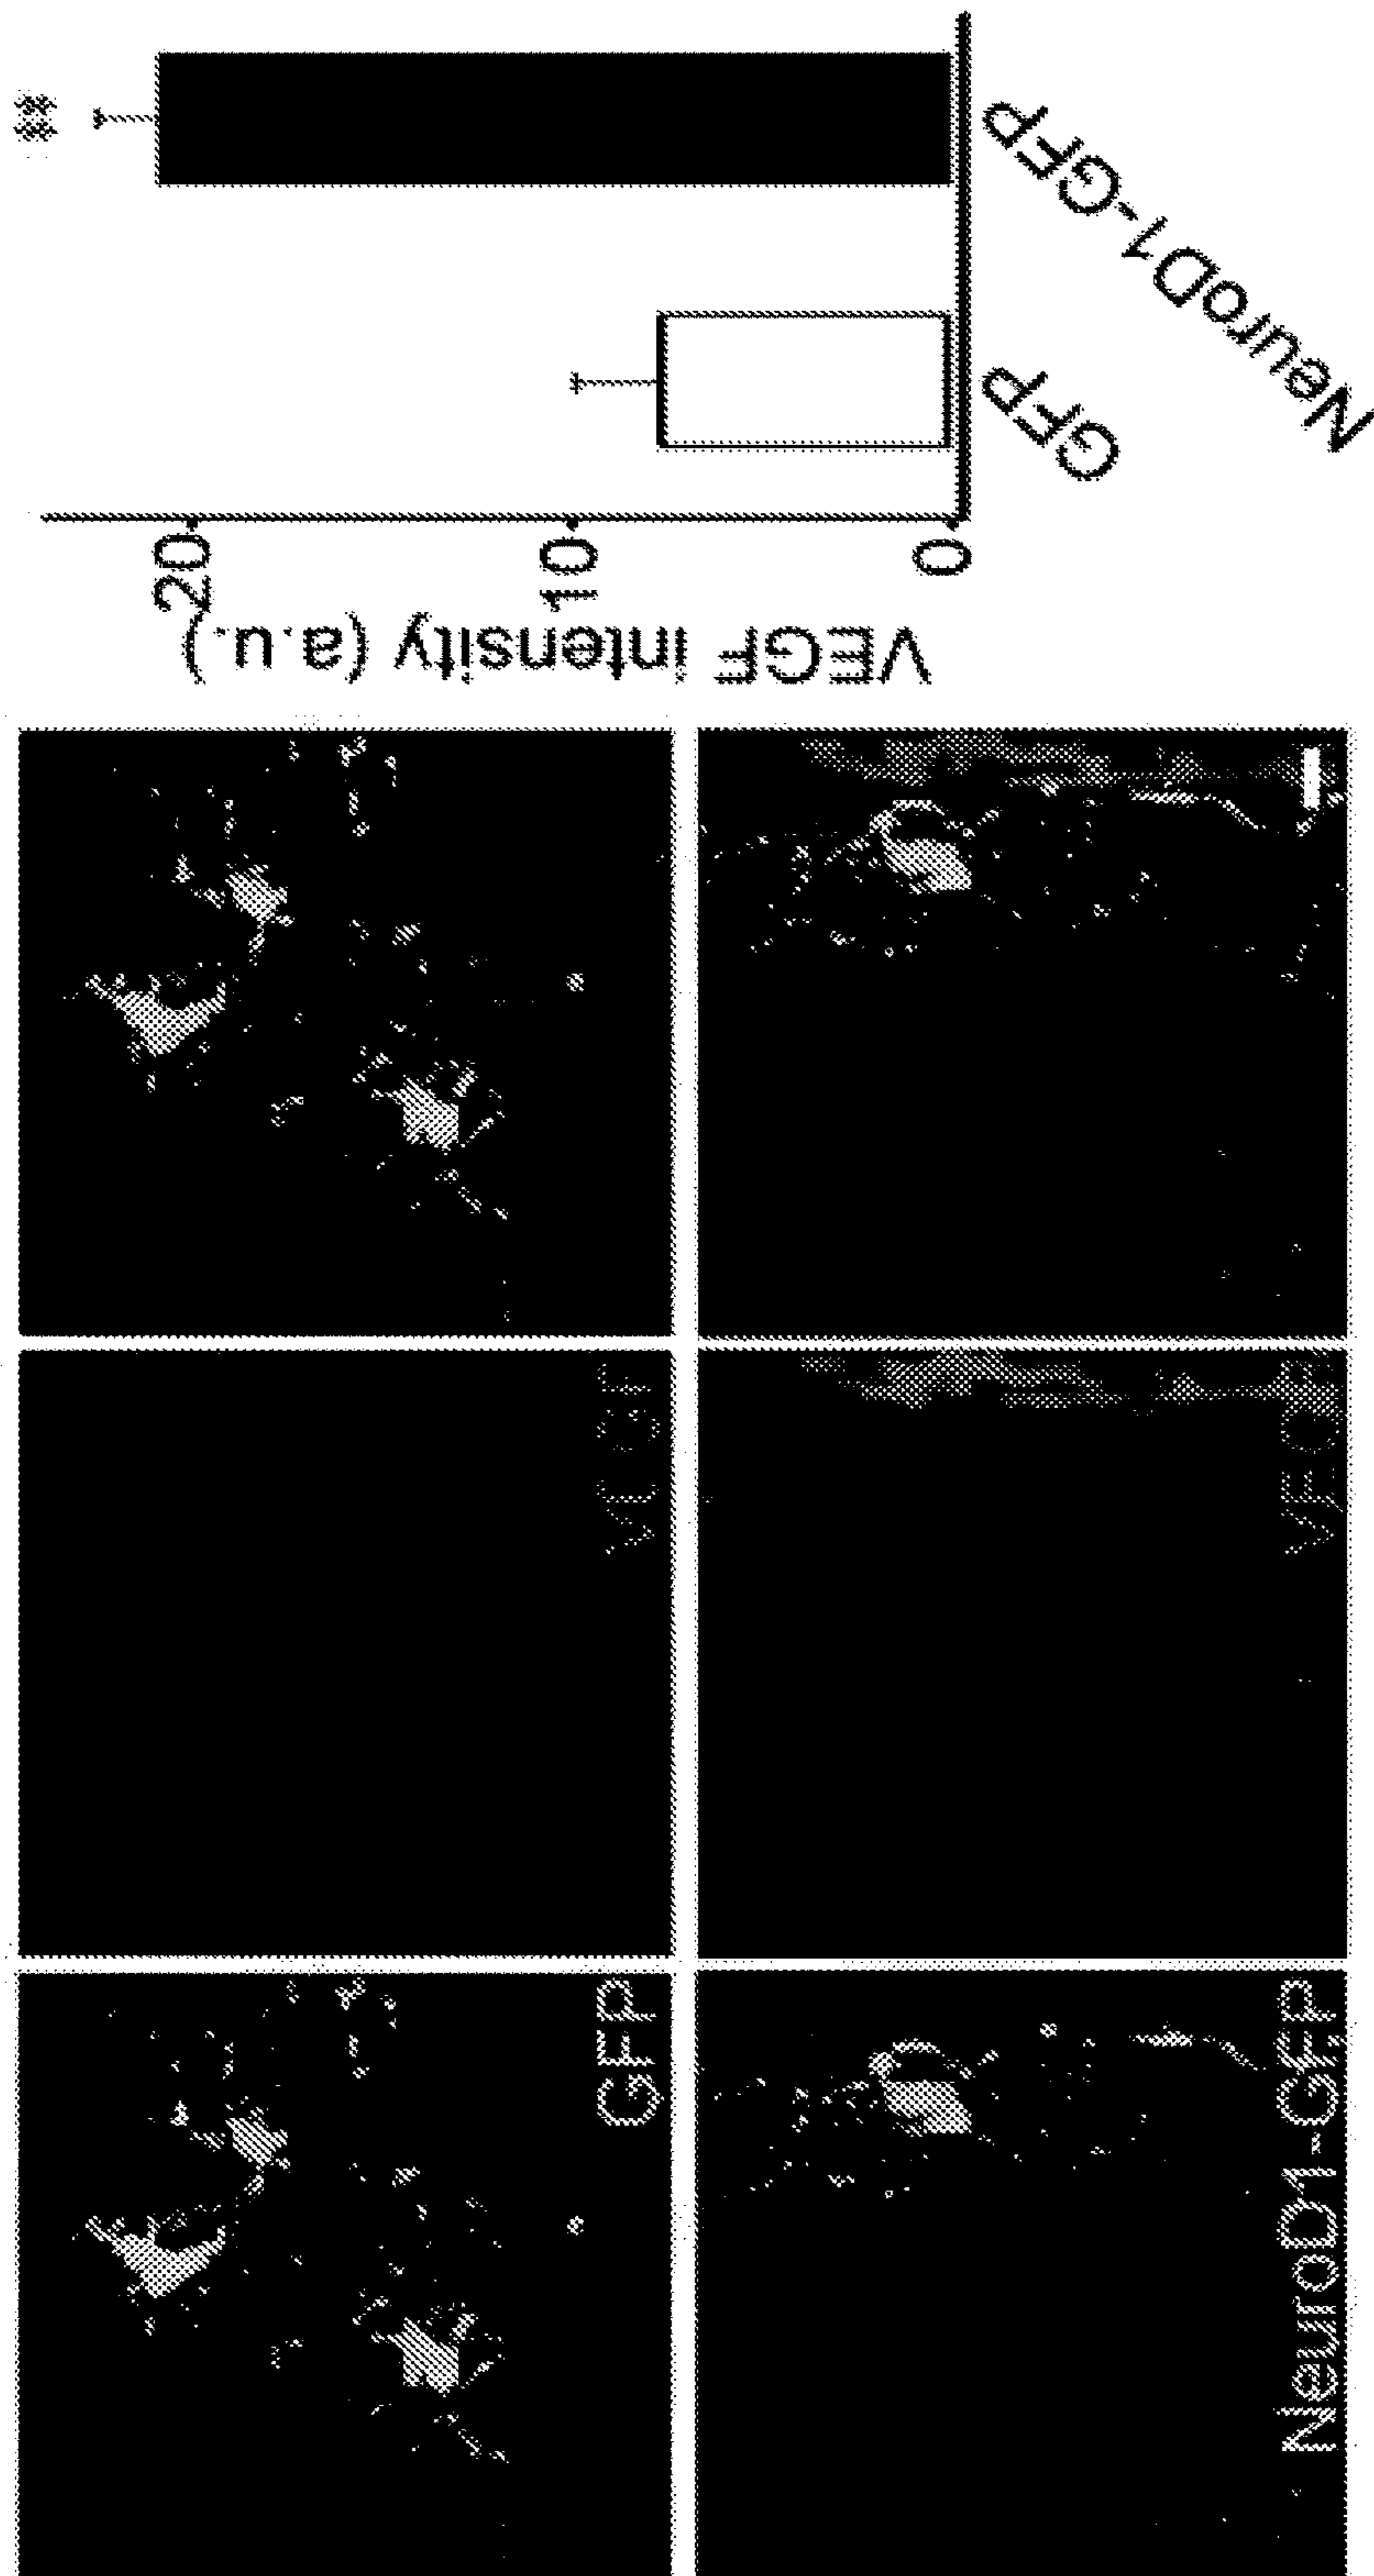 GFP
VEGF
NeuroD1-GFP
VEGF
VEGF intensity (a.u.)
20
10
0
**
GFP
NeuroD1-GFP